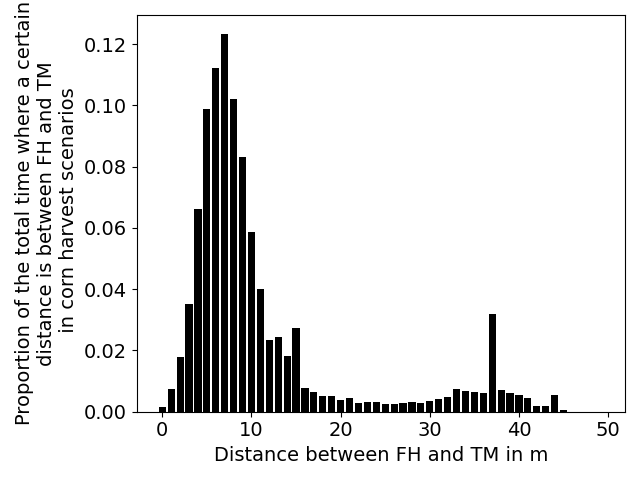 Proportion of the total time where a certain
distance is between FH and TM
in corn harvest scenarios
0.12
0.10
0.08
0.06
0.04
0.02
0.00
0 10 20 30 40 50
Distance between FH and TM in m